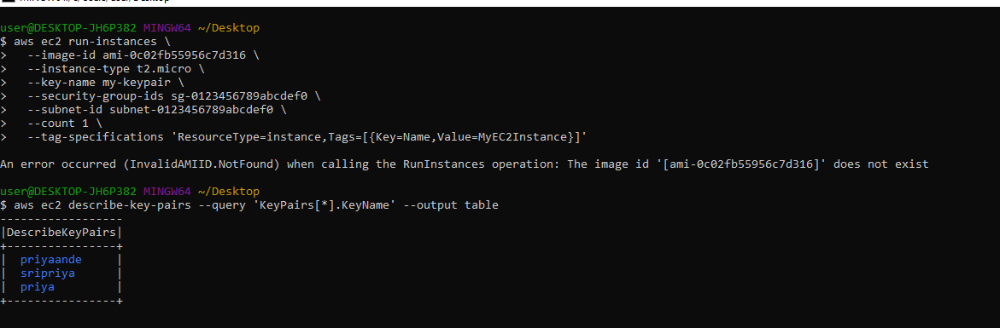 user@DESKTOP-JH6P382 MINGW64 ~/Desktop
$ aws ec2 run-instances \
>   --image-id ami-0c02fb55956c7d316 \
>   --instance-type t2.micro \
>   --key-name my-keypair \
>   --security-group-ids sg-0123456789abcdef0 \
>   --subnet-id subnet-0123456789abcdef0 \
>   --count 1 \
>   --tag-specifications 'ResourceType=instance,Tags=[{Key=Name,Value=MyEC2Instance}]'
An error occurred (InvalidAMIID.NotFound) when calling the RunInstances operation: The image id '[ami-0c02fb55956c7d316]' does not exist
user@DESKTOP-JH6P382 MINGW64 ~/Desktop
$ aws ec2 describe-key-pairs --query 'KeyPairs[*].KeyName' --output table
------------------
|DescribeKeyPairs|
+----------------+
|  priyaande     |
|  sripriya      |
|  priya         |
+----------------+